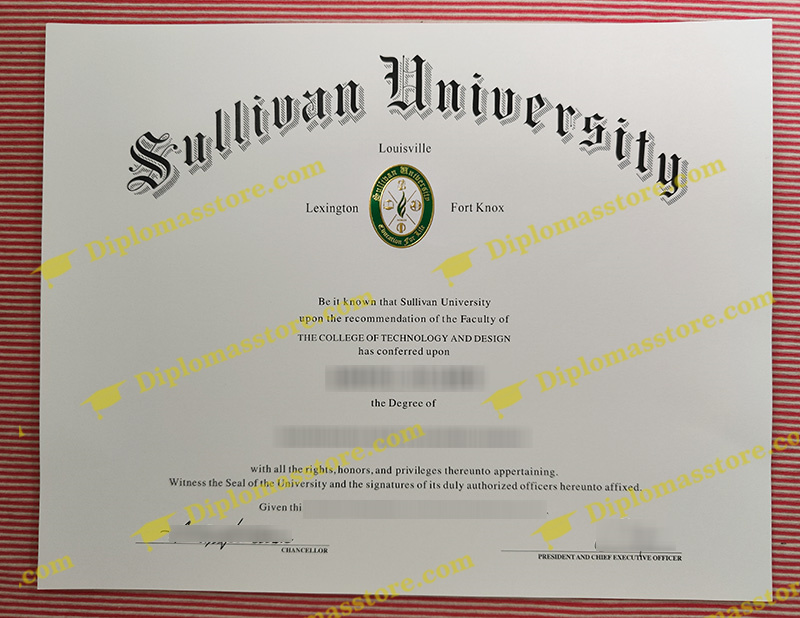 Sullivan University
Louisville
Lexington
Fort Knox
Sullivan University
Education For Life
Be it known that Sullivan University
upon the recommendation of the Faculty of
THE COLLEGE OF TECHNOLOGY AND DESIGN
has conferred upon
the Degree of
with all the rights, honors, and privileges thereunto appertaining.
Witness the Seal of the University and the signatures of its duly authorized officers hereunto affixed.
Given thi
CHANCELLOR
PRESIDENT AND CHIEF EXECUTIVE OFFICER
Diplomasstore.com
Diplomasstore.com
Diplomasstore.com
Diplomasstore.com
Diplomasstore.com
Diplomasstore.co
.com
Diplomasstore.com